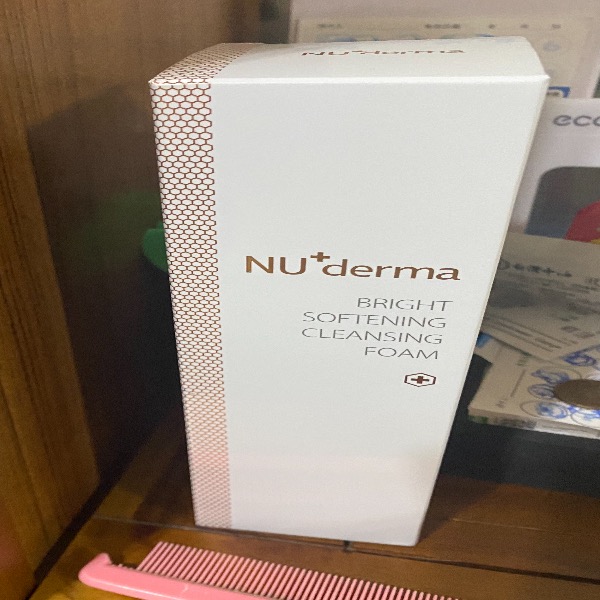 NU+derma
NU+derma
BRIGHT
SOFTENING
CLEANSING
FOAM
eco